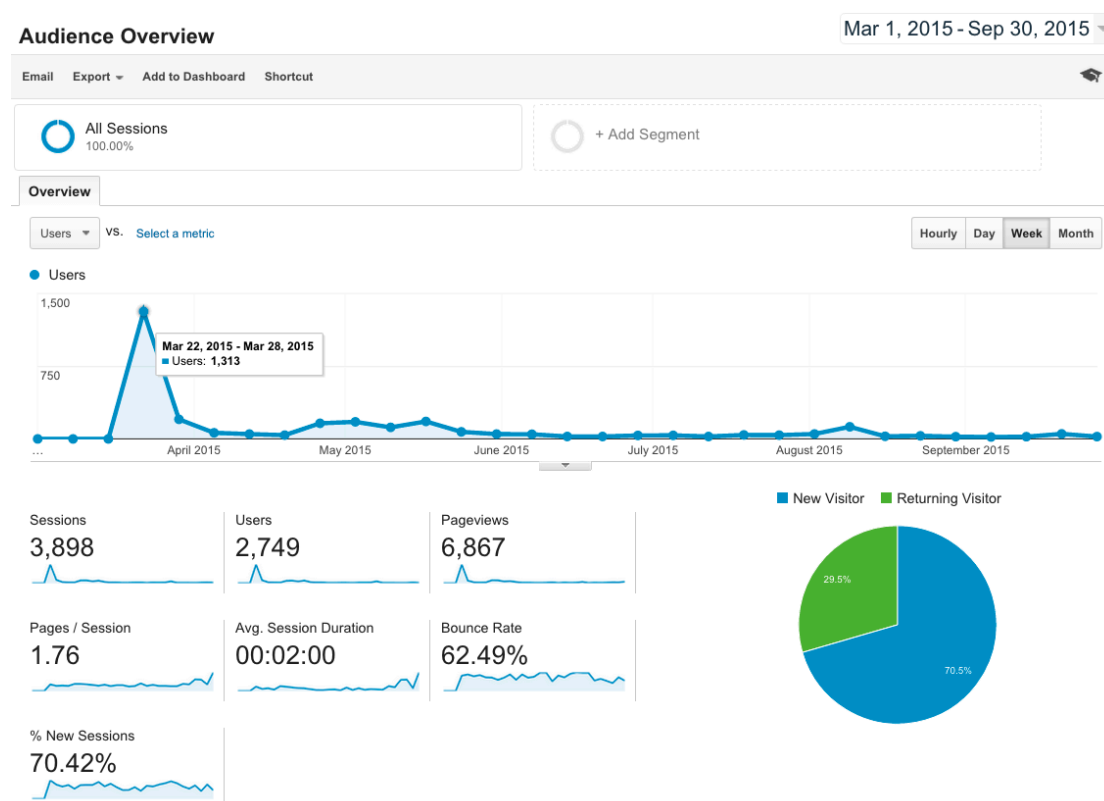 Audience Overview
Mar 1, 2015 - Sep 30, 2015
Email Export Add to Dashboard Shortcut
All Sessions
100.00%
+ Add Segment
Overview
Users VS. Select a metric
Hourly Day Week Month
Users
1,500
750
Mar 22, 2015 - Mar 28, 2015
Users: 1,313
... April 2015 May 2015 June 2015 July 2015 August 2015 September 2015
New Visitor Returning Visitor
Sessions
3,898
Users
2,749
Pageviews
6,867
Pages / Session
1.76
Avg. Session Duration
00:02:00
Bounce Rate
62.49%
% New Sessions
70.42%
29.5%
70.5%